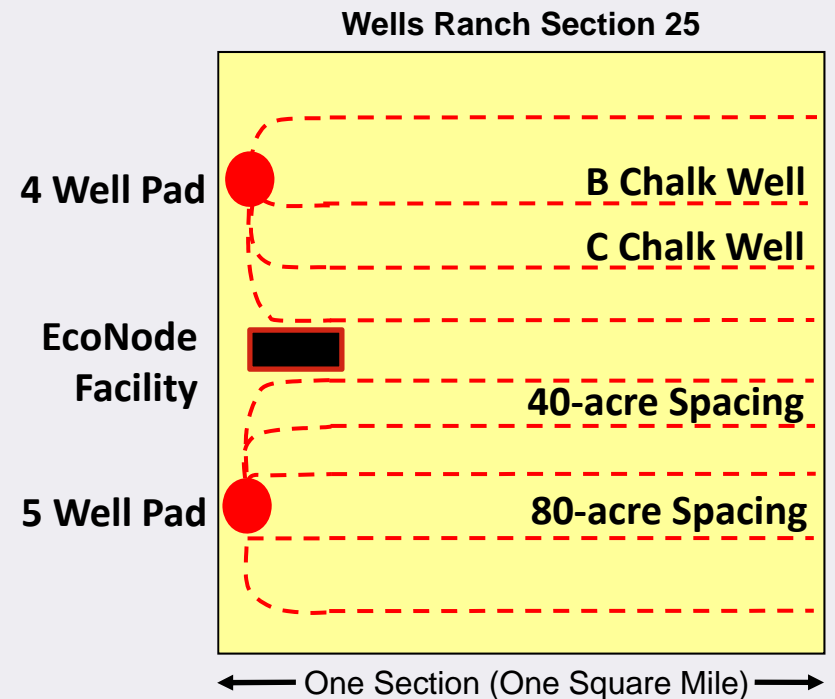 Wells Ranch Section 25
4 Well Pad
B Chalk Well
C Chalk Well
EcoNode
Facility
40-acre Spacing
5 Well Pad
80-acre Spacing
One Section (One Square Mile)